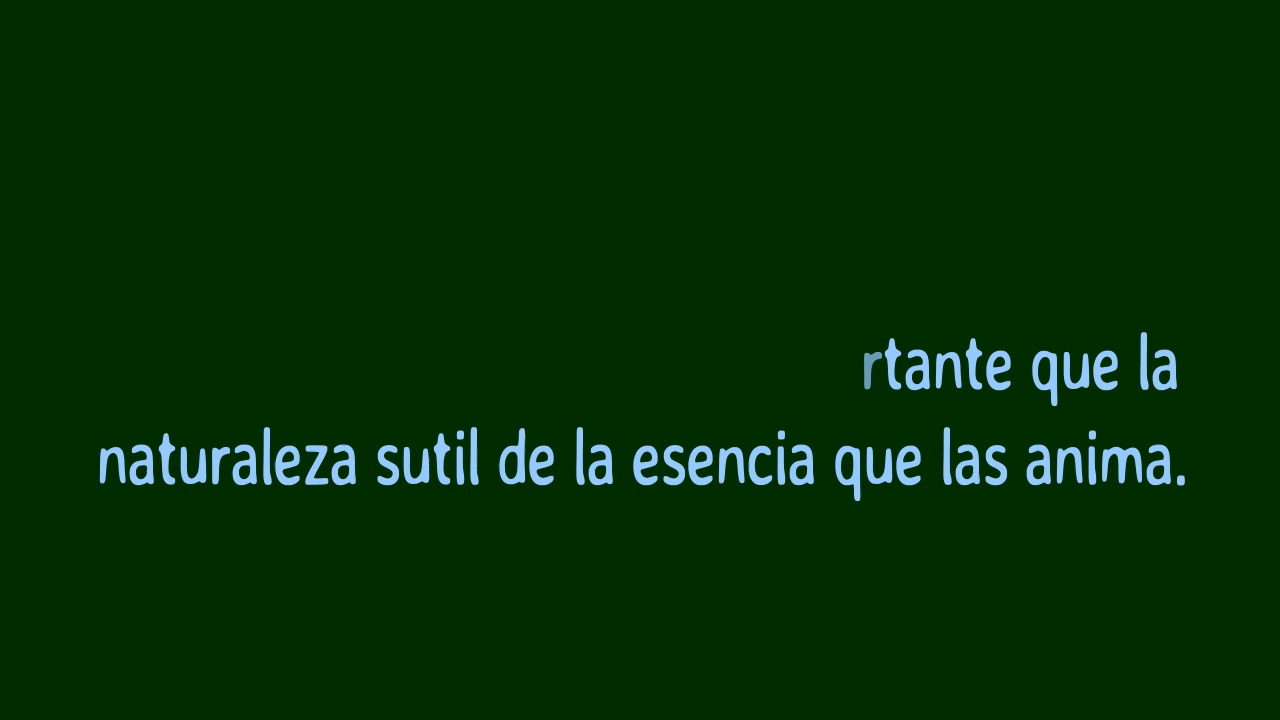 rtante que la
naturaleza sutil de la esencia que las anima.